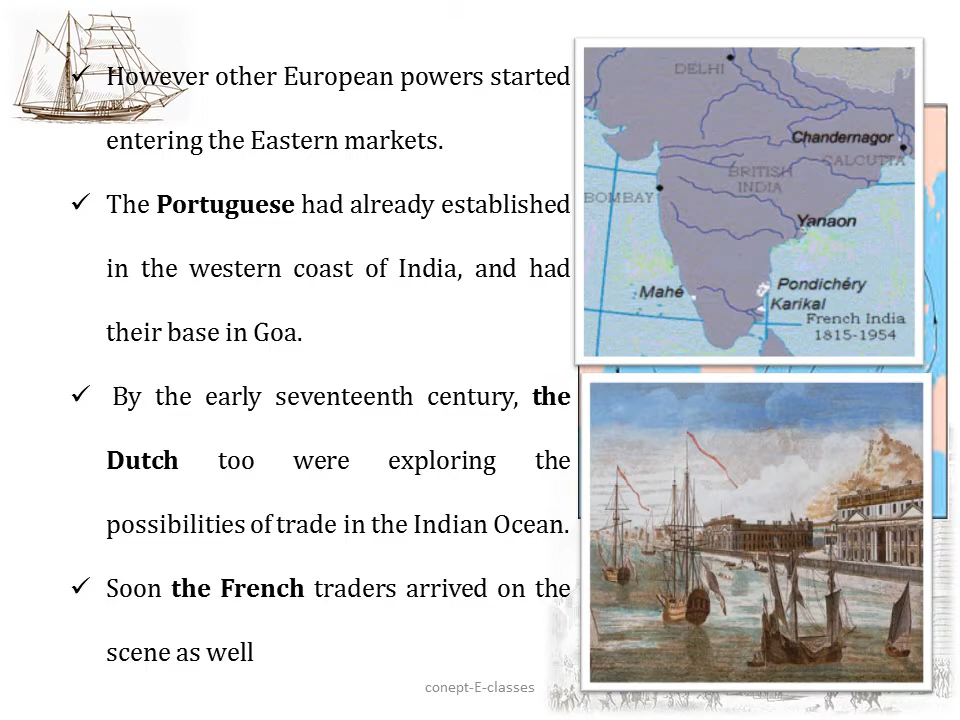 ✓ However other European powers started
entering the Eastern markets.
✓ The Portuguese had already established
in the western coast of India, and had
their base in Goa.
✓ By the early seventeenth century, the
Dutch too were exploring the
possibilities of trade in the Indian Ocean.
✓ Soon the French traders arrived on the
scene as well
DELHI
Chandernagor
CALCUTTA
BRITISH
INDIA
BOMBAY
Yanaon
Mahé
Pondichéry
Karikal
French India
1815-1954
conept-E-classes